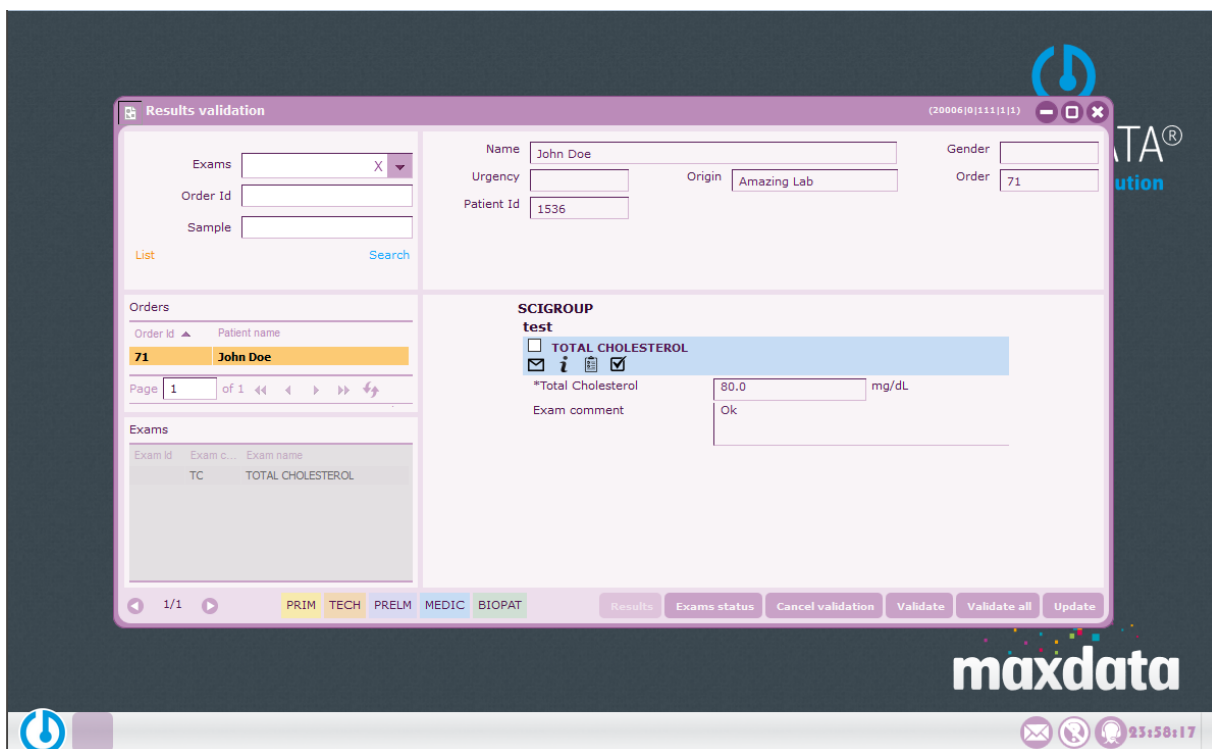 Results validation
(20006|0|111|1|1)
TA®
ution
Exams X
Order Id
Sample
List Search
Name John Doe
Gender
Urgency
Origin Amazing Lab
Order 71
Patient Id 1536
Orders
Order Id Patient name
71 John Doe
Page 1 of 1
Exams
Exam Id Exam c... Exam name
TC TOTAL CHOLESTEROL
SCIGROUP
test
TOTAL CHOLESTEROL
*Total Cholesterol 80.0 mg/dL
Exam comment Ok
1/1 PRIM TECH PRELM MEDIC BIOPAT Results Exams status Cancel validation Validate Validate all Update
maxdata
23:58:17